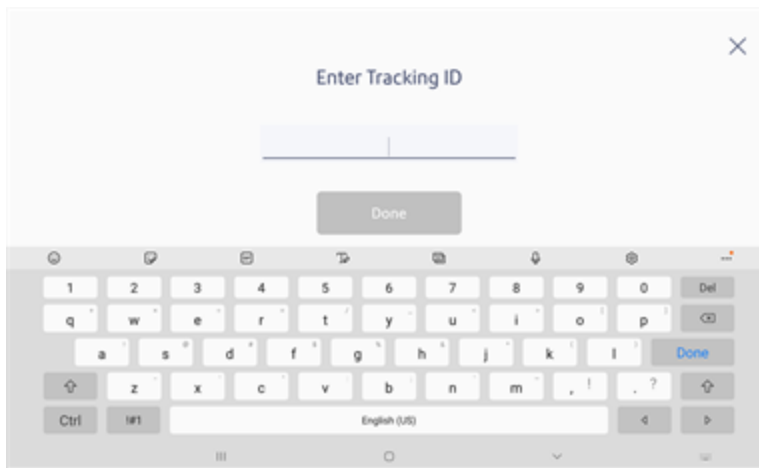 Enter Tracking ID
Done
1 2 3 4 5 6 7 8 9 0 Del
q w e r t y u i o p
a s d f g h j k l Done
z x c v b n m , ! . ?
Ctrl !#1 English (US)